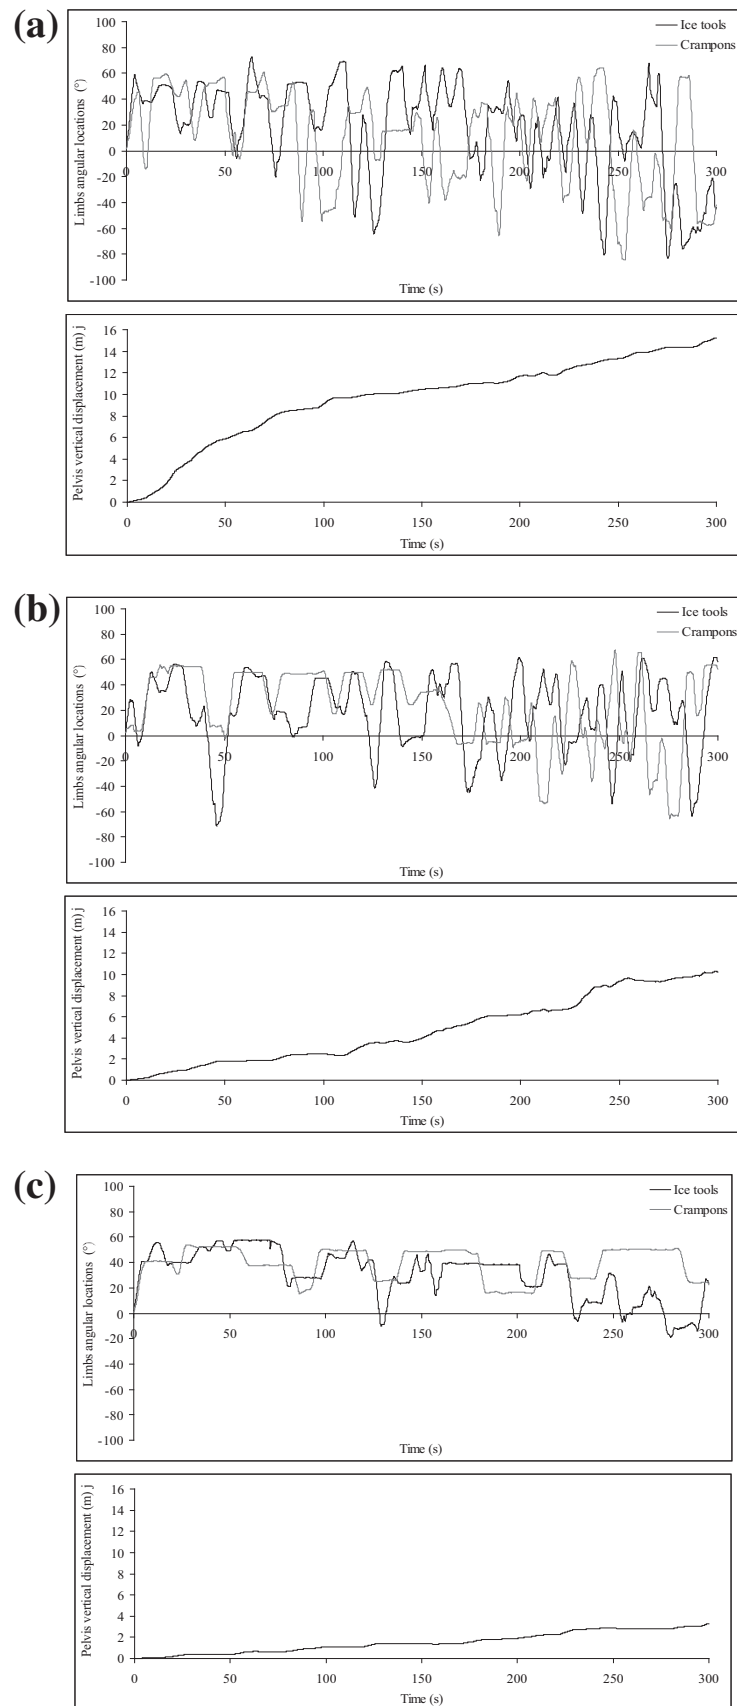 (a)
100
80
60
40
20
0
-20
-40
-60
-80
-100
Limbs angular locations (°)
Ice tools
Crampons
0 50 100 150 200 250 300
Time (s)
16
14
12
10
8
6
4
2
0
Pelvis vertical displacement (m) j
0 50 100 150 200 250 300
Time (s)
(b)
100
80
60
40
20
0
-20
-40
-60
-80
-100
Limbs angular locations (°)
Ice tools
Crampons
0 50 100 150 200 250 300
Time (s)
16
14
12
10
8
6
4
2
0
Pelvis vertical displacement (m) j
0 50 100 150 200 250 300
Time (s)
(c)
100
80
60
40
20
0
-20
-40
-60
-80
-100
Limbs angular locations (°)
Ice tools
Crampons
0 50 100 150 200 250 300
Time (s)
16
14
12
10
8
6
4
2
0
Pelvis vertical displacement (m) j
0 50 100 150 200 250 300
Time (s)